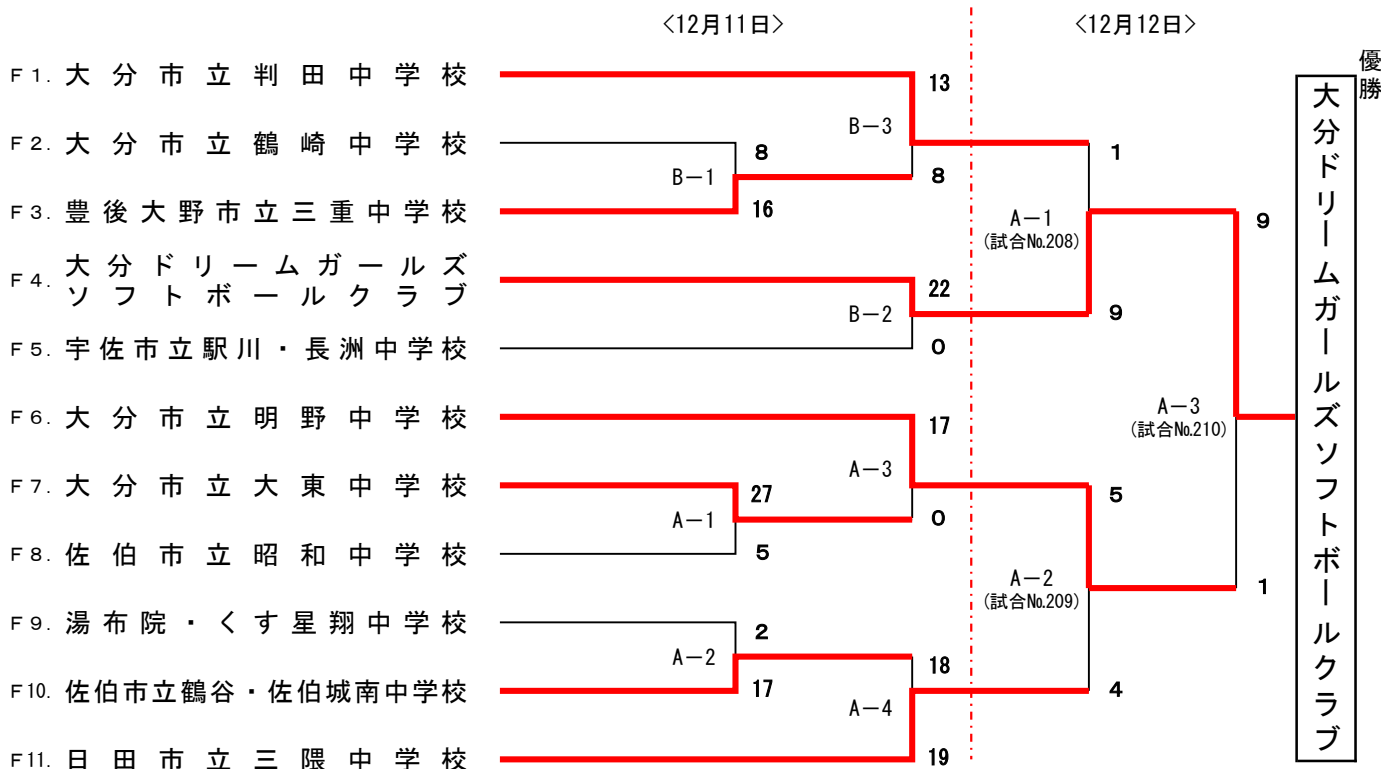 <12月11日>
<12月12日>
優勝
F1. 大分市立判田中学校
13
B－3
F2. 大分市立鶴崎中学校
8
1
B－1
8
F3. 豊後大野市立三重中学校
16
A－1
(試合No.208)
9
F4. 大分ドリームガールズ
ソフトボールクラブ
22
B－2
9
F5. 宇佐市立駅川・長洲中学校
0
F6. 大分市立明野中学校
17
A－3
(試合No.210)
A－3
F7. 大分市立大東中学校
27
5
A－1
0
F8. 佐伯市立昭和中学校
5
A－2
(試合No.209)
1
F9. 湯布院・くす星翔中学校
2
A－2
18
F10. 佐伯市立鶴谷・佐伯城南中学校
17
4
A－4
F11. 日田市立三隈中学校
19
大分ドリームガールズソフトボールクラブ